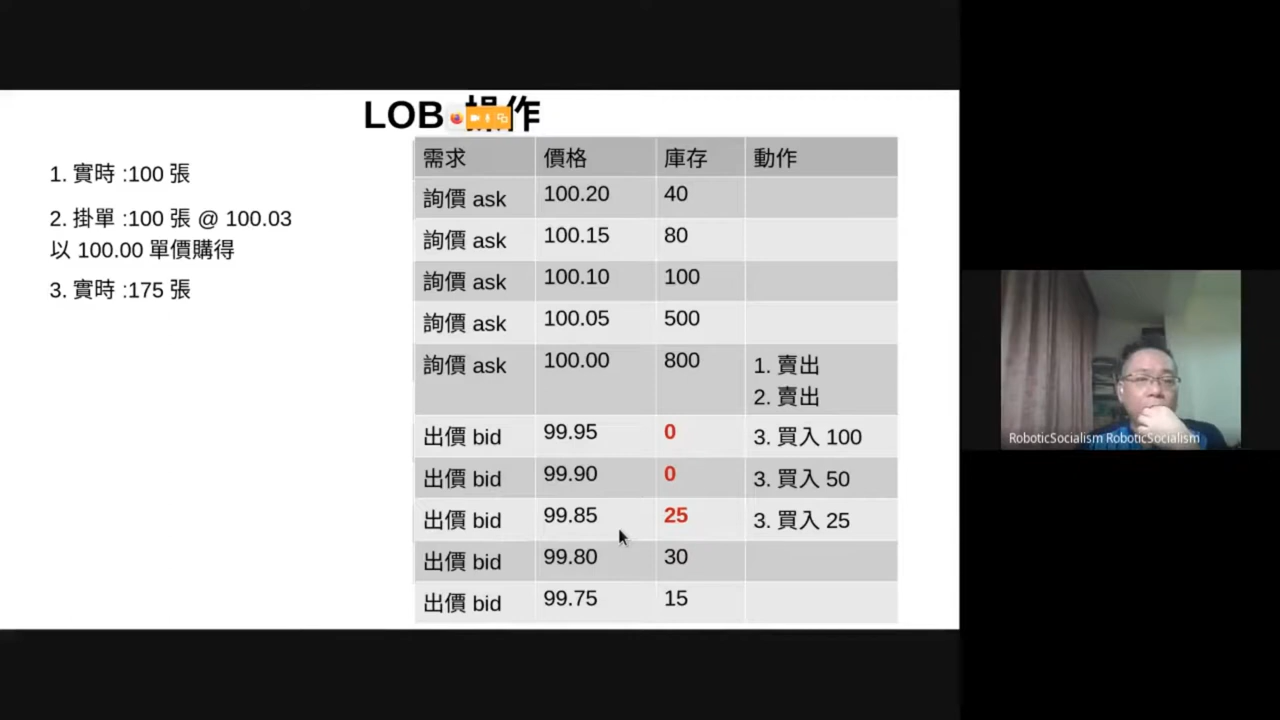 LOB 操作
1. 實時 :100 張
2. 掛單 :100 張 @ 100.03
以 100.00 單價購得
3. 實時 :175 張
需求 價格 庫存 動作
詢價 ask 100.20 40
詢價 ask 100.15 80
詢價 ask 100.10 100
詢價 ask 100.05 500
詢價 ask 100.00 800 1. 賣出
2. 賣出
出價 bid 99.95 0 3. 買入 100
出價 bid 99.90 0 3. 買入 50
出價 bid 99.85 25 3. 買入 25
出價 bid 99.80 30
出價 bid 99.75 15
RoboticSocialism RoboticSocialism